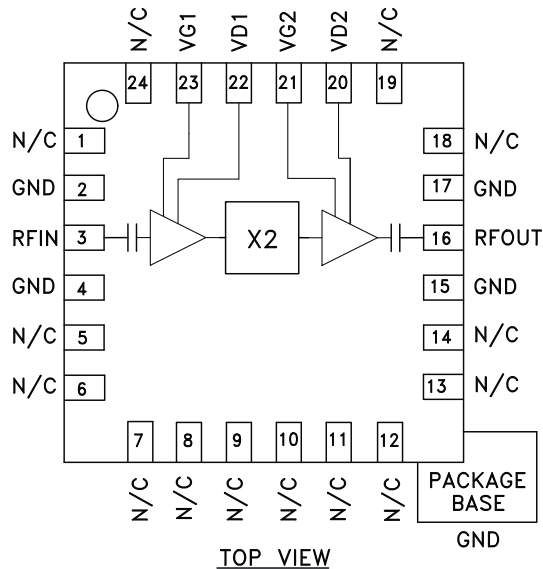 N/C VG1 VD1 VG2 VD2 N/C
24 23 22 21 20 19
N/C 1 18 N/C
GND 2 17 GND
RFIN 3 X2 16 RFOUT
GND 4 15 GND
N/C 5 14 N/C
N/C 6 13 N/C
7 8 9 10 11 12
N/C N/C N/C N/C N/C N/C
PACKAGE
BASE
GND
TOP VIEW